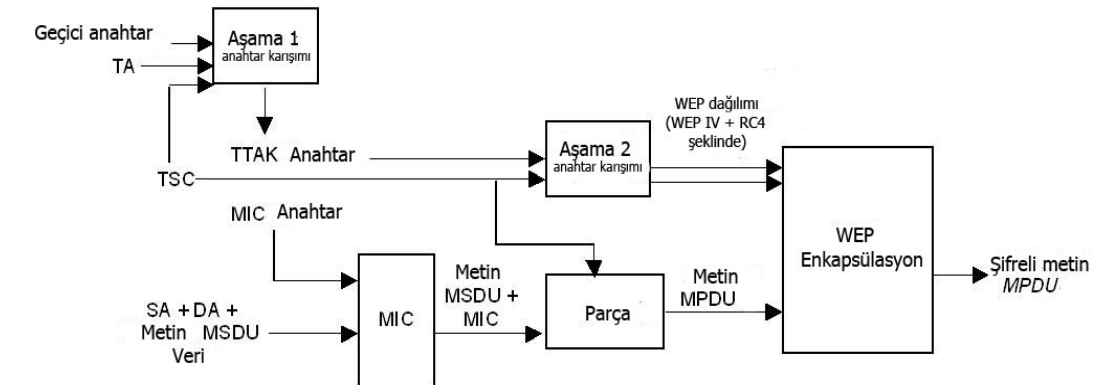 Geçici anahtar
TA
Aşama 1
anahtar karışımı
TTAK Anahtar
TSC
WEP dağılımı
(WEP IV + RC4
şeklinde)
Aşama 2
anahtar karışımı
MIC Anahtar
SA + DA +
Metin MSDU
Veri
MIC
Metin
MSDU +
MIC
Parça
Metin
MPDU
WEP
Enkapsülasyon
Şifreli metin
MPDU